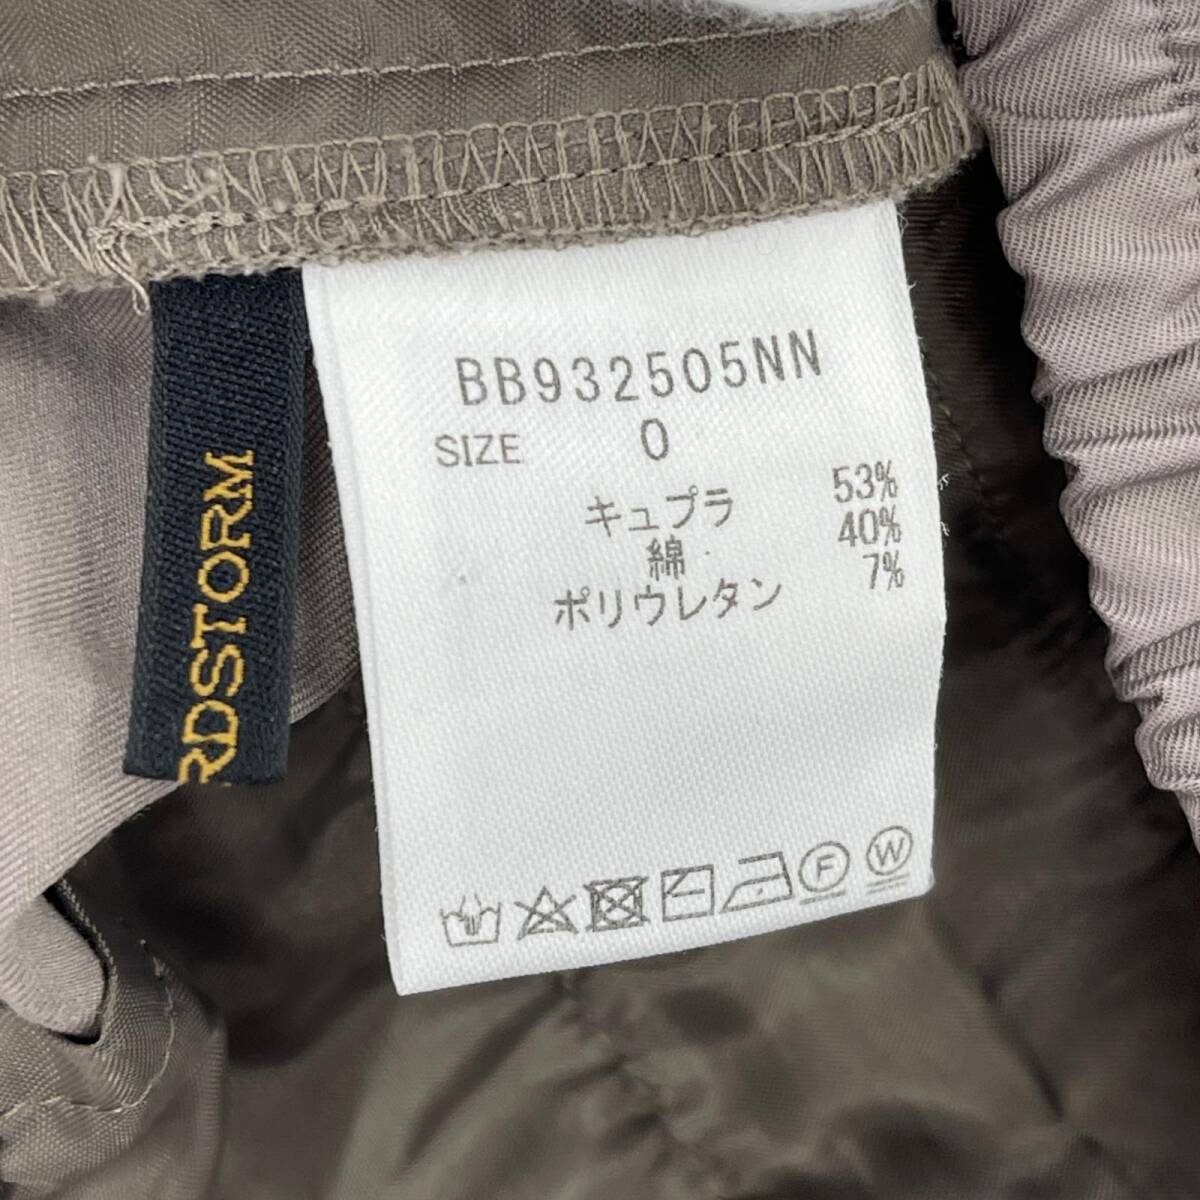 BB932505NN
SIZE 0
キュプラ 53%
綿 40%
ポリウレタン 7%
F W
RDSTORM